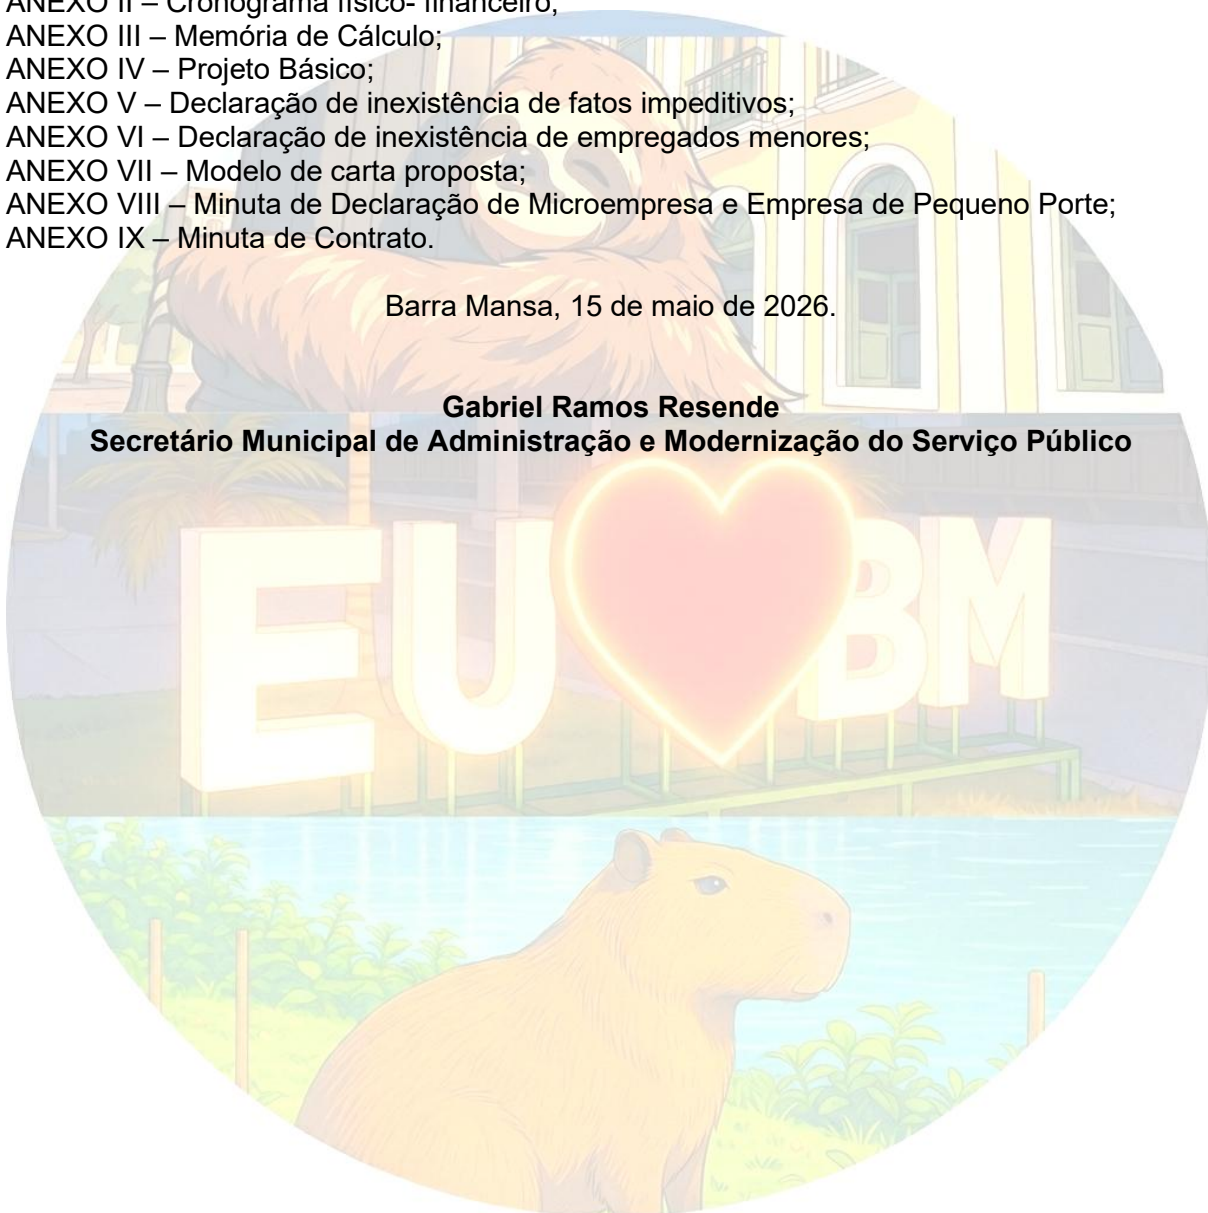 ANEXO II – Cronograma físico- financeiro;
ANEXO III – Memória de Cálculo;
ANEXO IV – Projeto Básico;
ANEXO V – Declaração de inexistência de fatos impeditivos;
ANEXO VI – Declaração de inexistência de empregados menores;
ANEXO VII – Modelo de carta proposta;
ANEXO VIII – Minuta de Declaração de Microempresa e Empresa de Pequeno Porte;
ANEXO IX – Minuta de Contrato.
Barra Mansa, 15 de maio de 2026.
Gabriel Ramos Resende
Secretário Municipal de Administração e Modernização do Serviço Público
EU BM